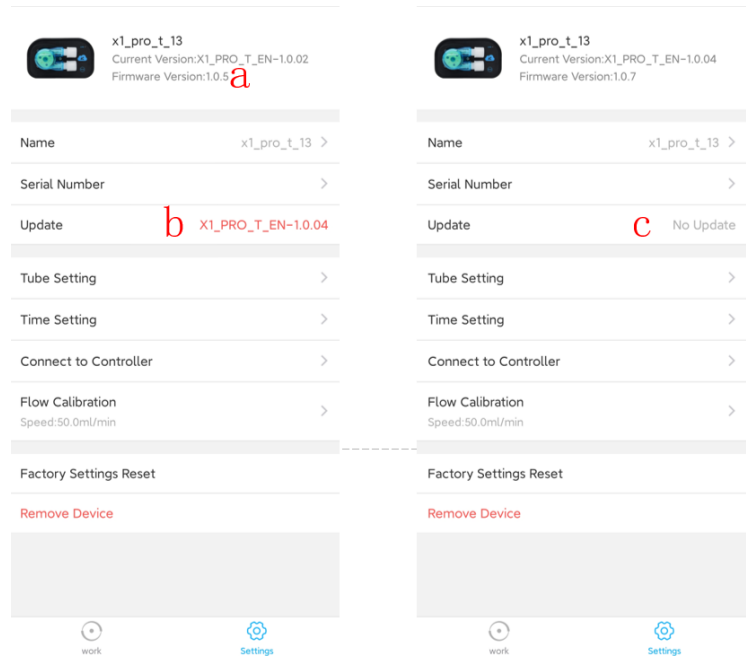 x1_pro_t_13
Current Version:X1_PRO_T_EN-1.0.02
Firmware Version:1.0.5
a
Name
x1_pro_t_13
Serial Number
Update
b
X1_PRO_T_EN-1.0.04
Tube Setting
Time Setting
Connect to Controller
Flow Calibration
Speed:50.0ml/min
Factory Settings Reset
Remove Device
work
Settings
x1_pro_t_13
Current Version:X1_PRO_T_EN-1.0.04
Firmware Version:1.0.7
Name
x1_pro_t_13
Serial Number
Update
c
No Update
Tube Setting
Time Setting
Connect to Controller
Flow Calibration
Speed:50.0ml/min
Factory Settings Reset
Remove Device
work
Settings